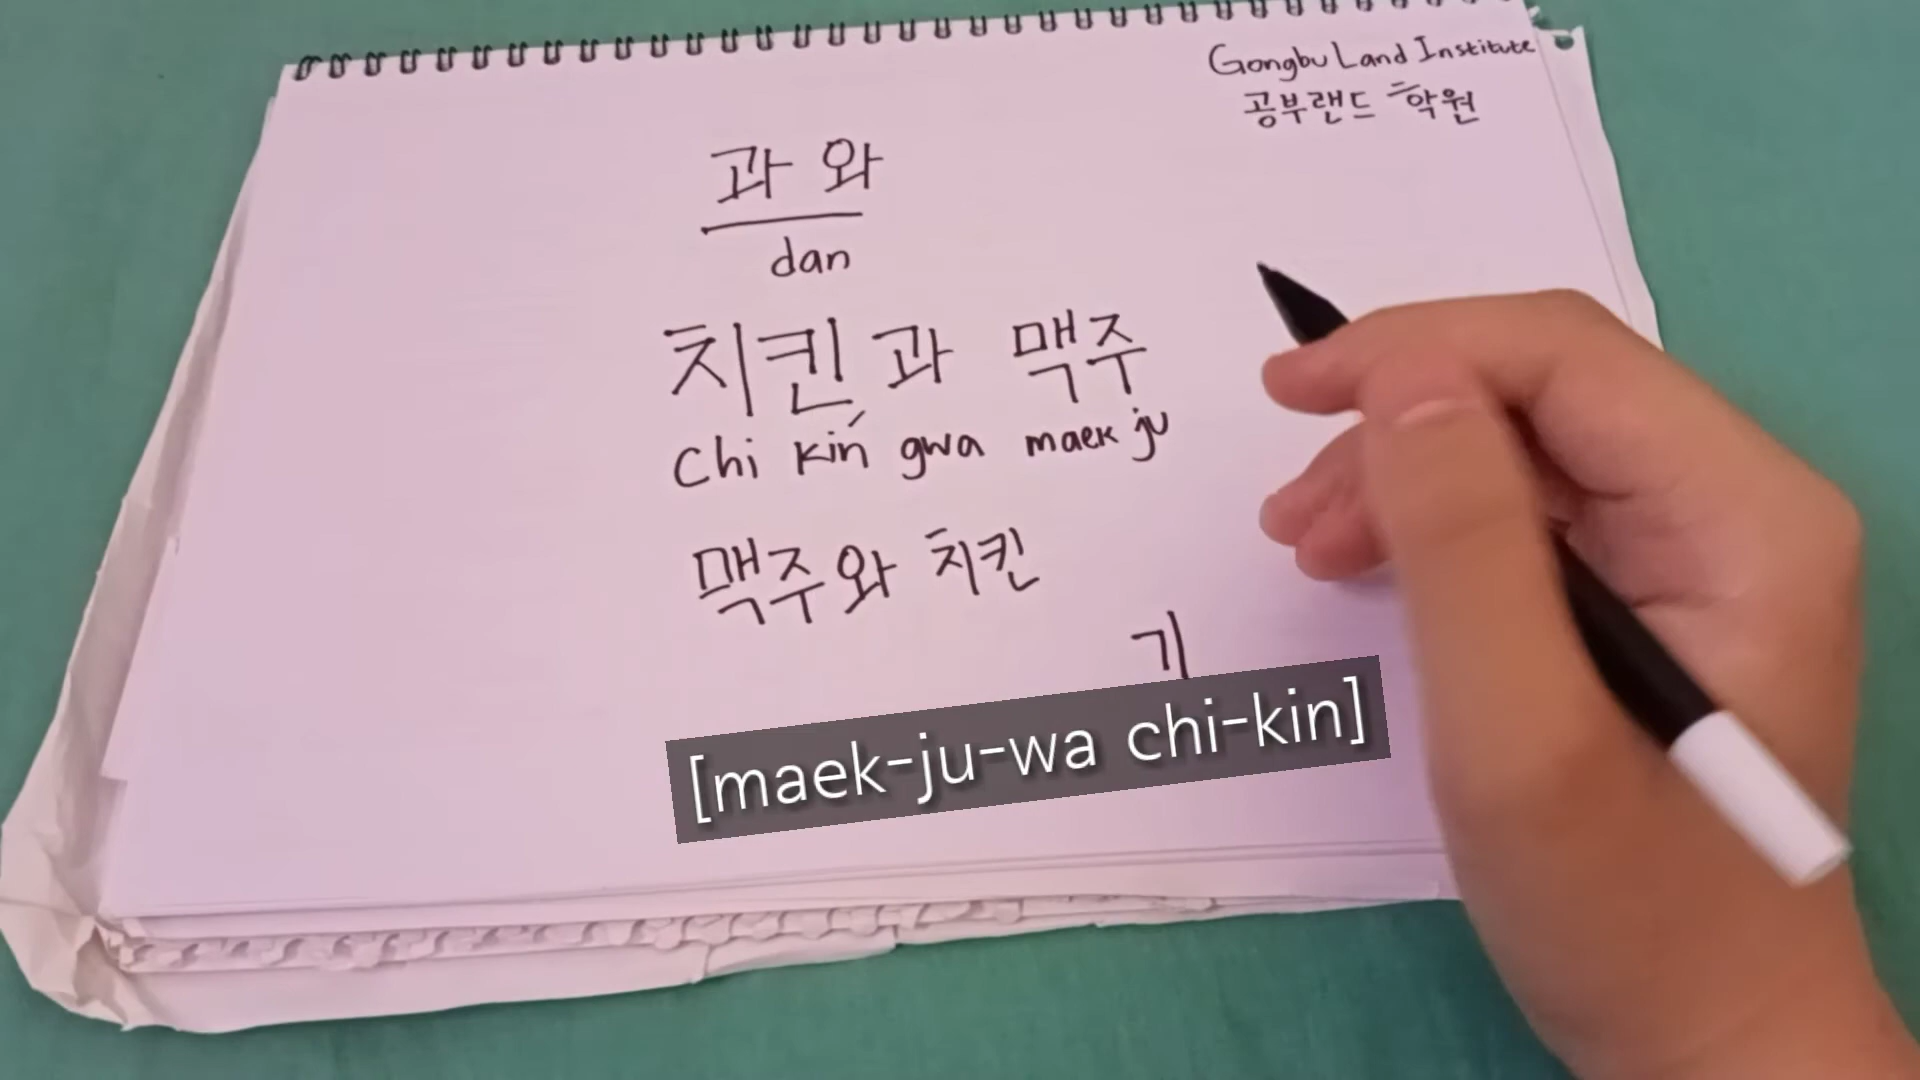 Gongbu Land Institute
공부랜드 학원
과 와
dan
치킨과 맥주
Chi kin gwa maek ju
맥주와 치킨
기
[maek-ju-wa chi-kin]